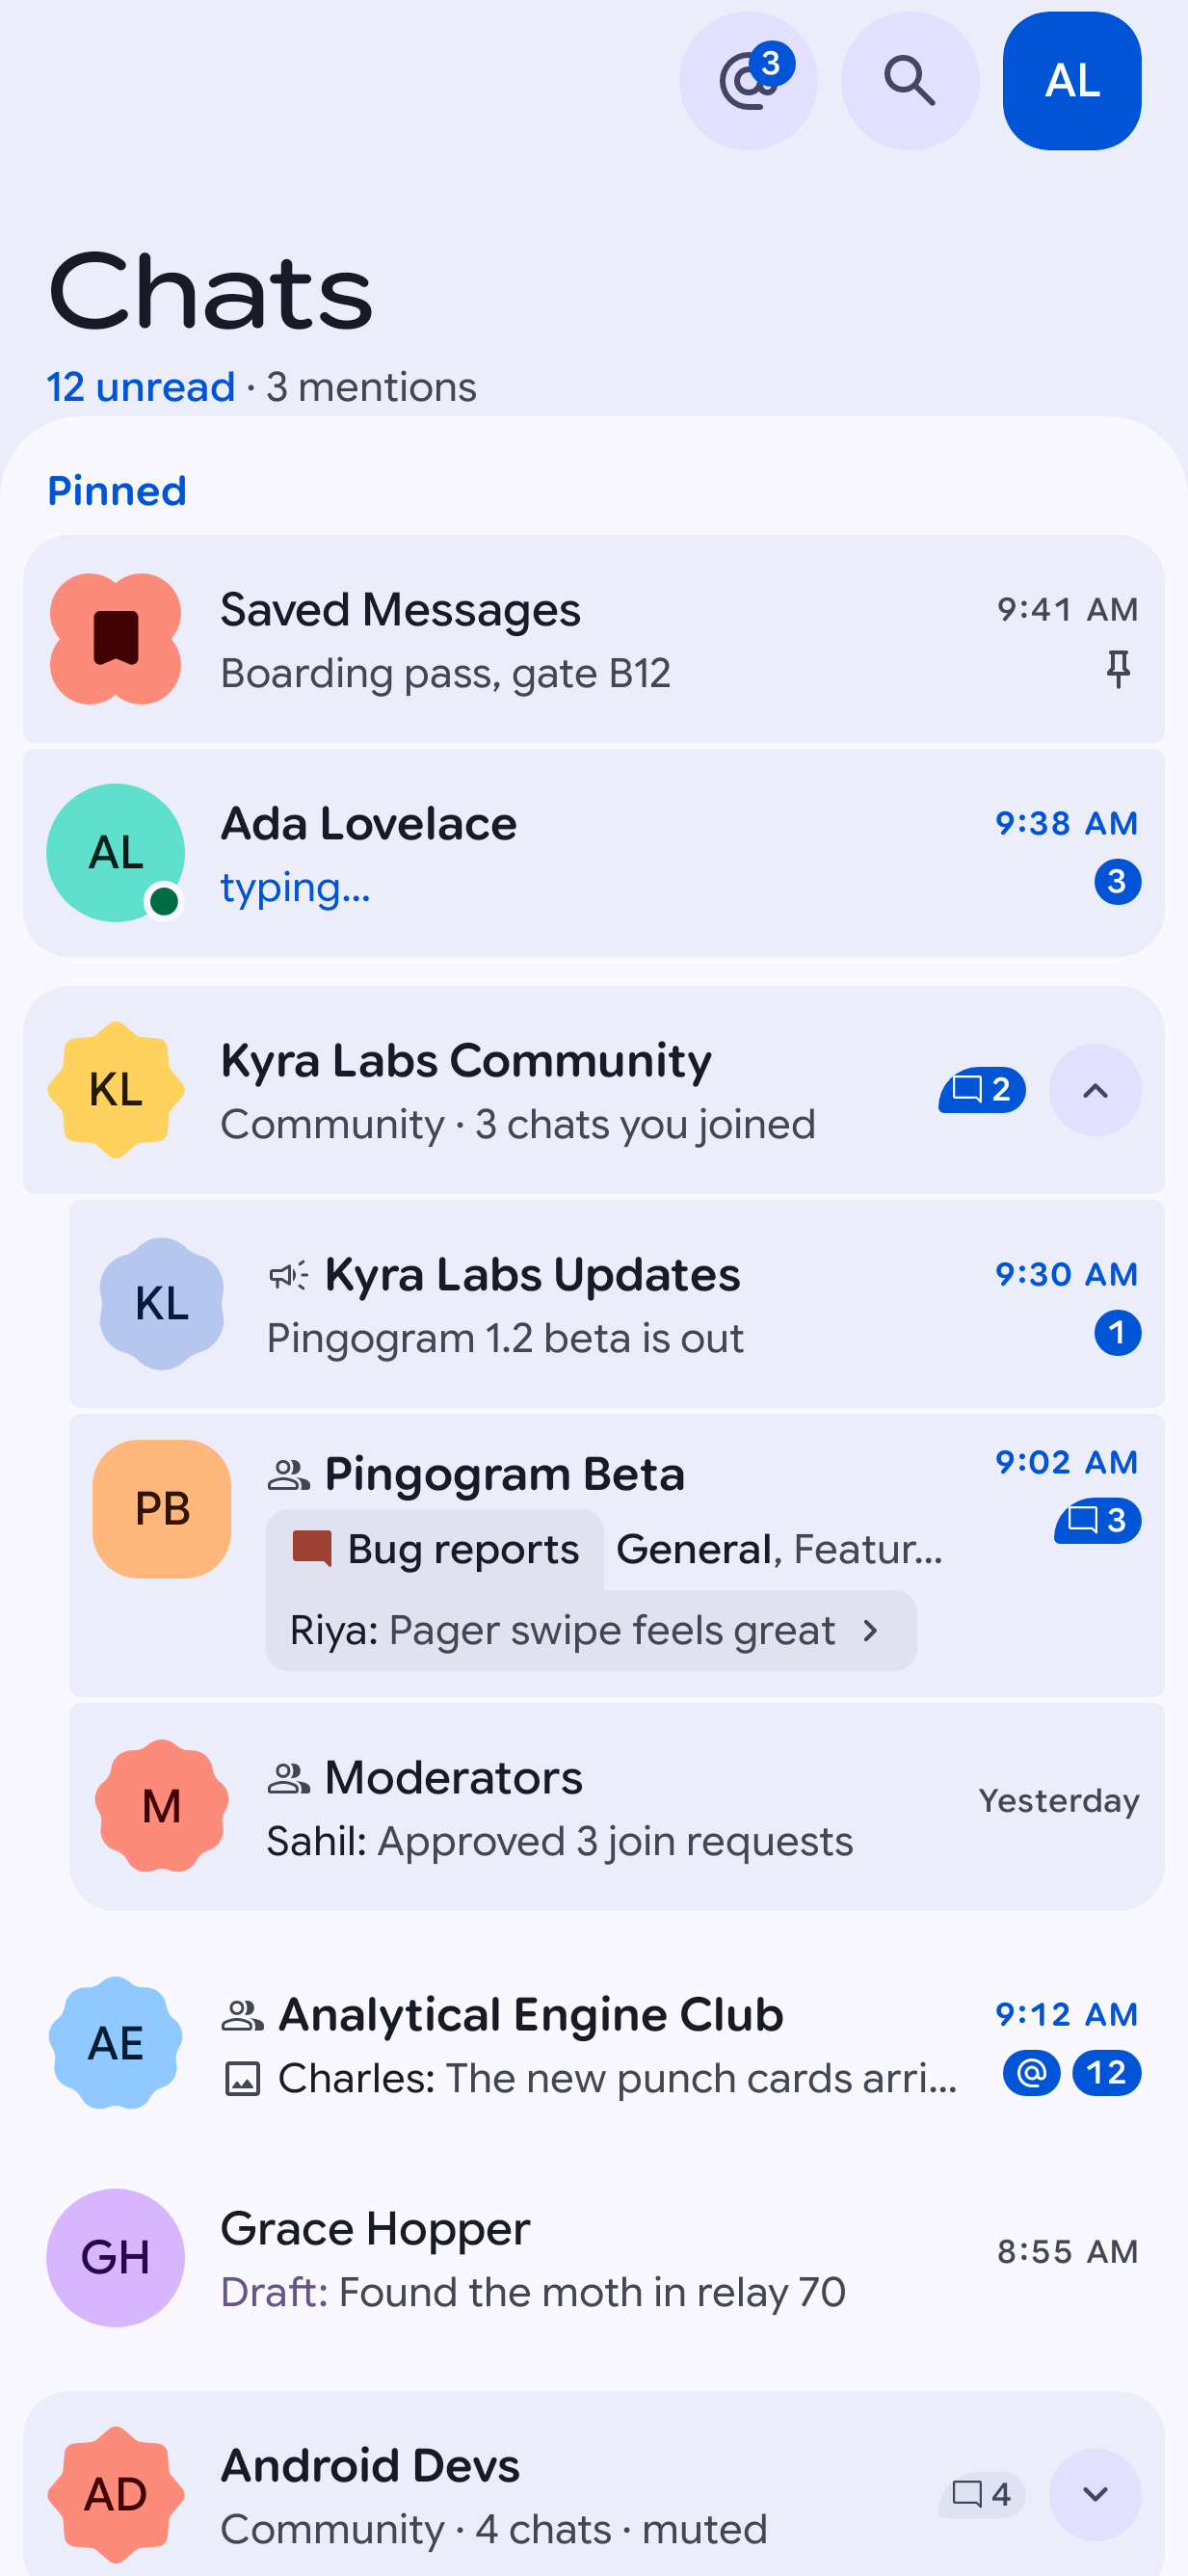 3
AL
Chats
12 unread · 3 mentions
Pinned
Saved Messages
9:41 AM
Boarding pass, gate B12
AL
Ada Lovelace
9:38 AM
typing...
3
KL
Kyra Labs Community
Community · 3 chats you joined
2
KL
Kyra Labs Updates
9:30 AM
Pingogram 1.2 beta is out
1
PB
Pingogram Beta
9:02 AM
3
Bug reports General, Featur...
Riya: Pager swipe feels great
M
Moderators
Yesterday
Sahil: Approved 3 join requests
AE
Analytical Engine Club
9:12 AM
Charles: The new punch cards arri...
@ 12
GH
Grace Hopper
8:55 AM
Draft: Found the moth in relay 70
AD
Android Devs
Community · 4 chats · muted
4